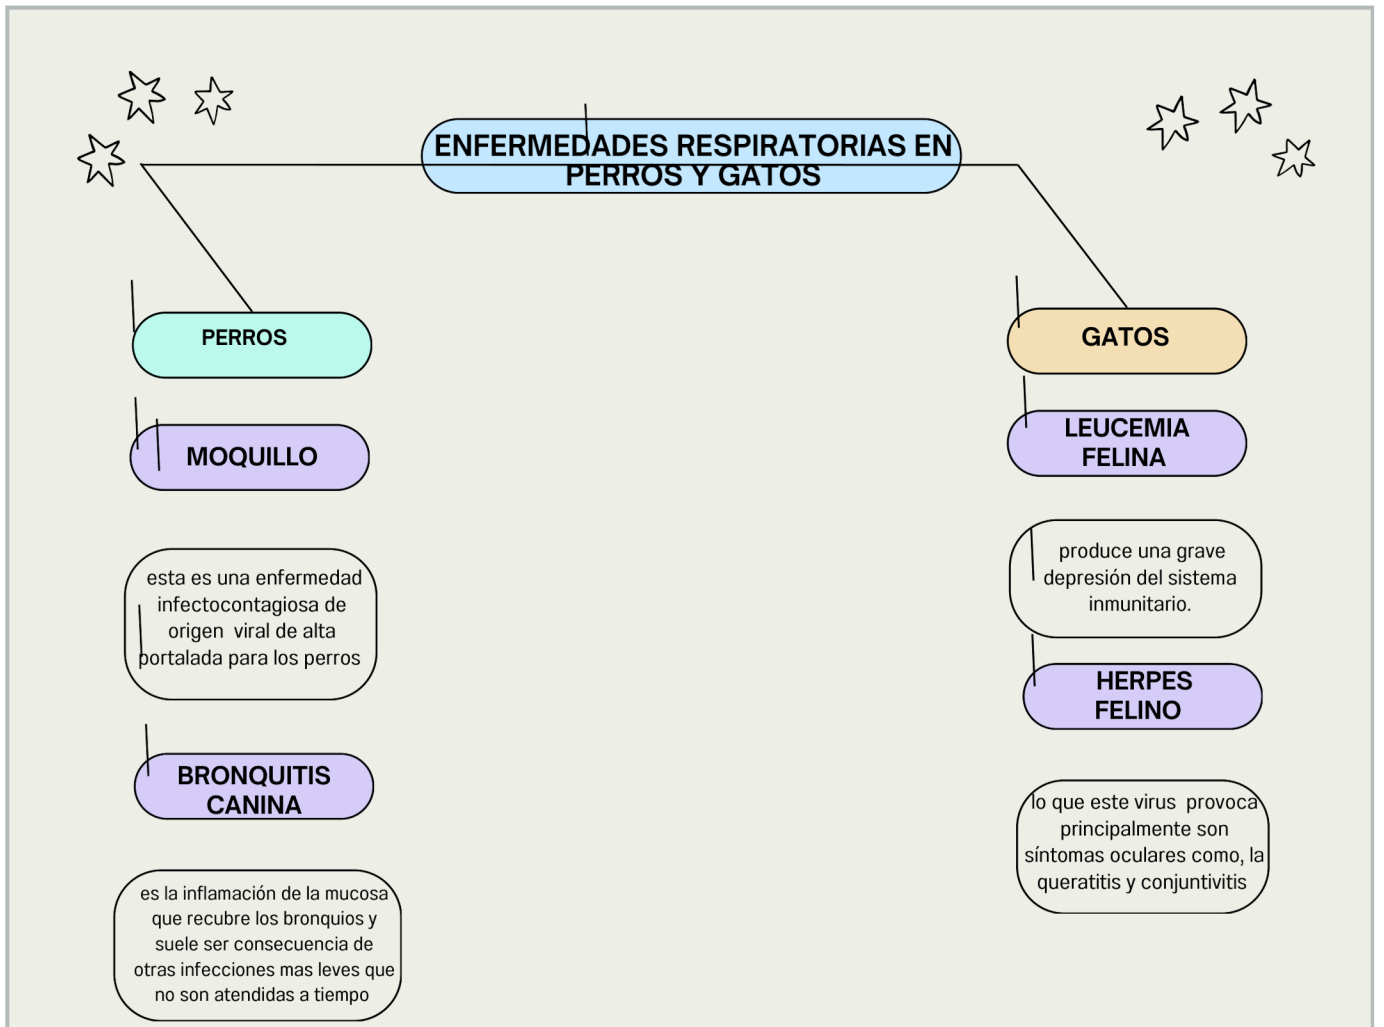 ENFERMEDADES RESPIRATORIAS EN
PERROS Y GATOS
PERROS
MOQUILLO
esta es una enfermedad
infectocontagiosa de
origen viral de alta
portalada para los perros
BRONQUITIS
CANINA
es la inflamación de la mucosa
que recubre los bronquios y
suele ser consecuencia de
otras infecciones mas leves que
no son atendidas a tiempo
GATOS
LEUCEMIA
FELINA
produce una grave
depresión del sistema
inmunitario.
HERPES
FELINO
lo que este virus provoca
principalmente son
síntomas oculares como, la
queratitis y conjuntivitis